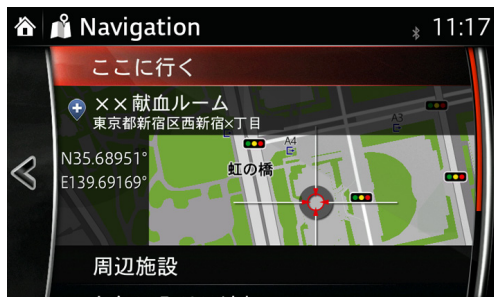 Navigation
11:17
ここに行く
××献血ルーム
東京都新宿区西新宿×丁目
A3
A4
N35.68951°
E139.69169°
虹の橋
周辺施設